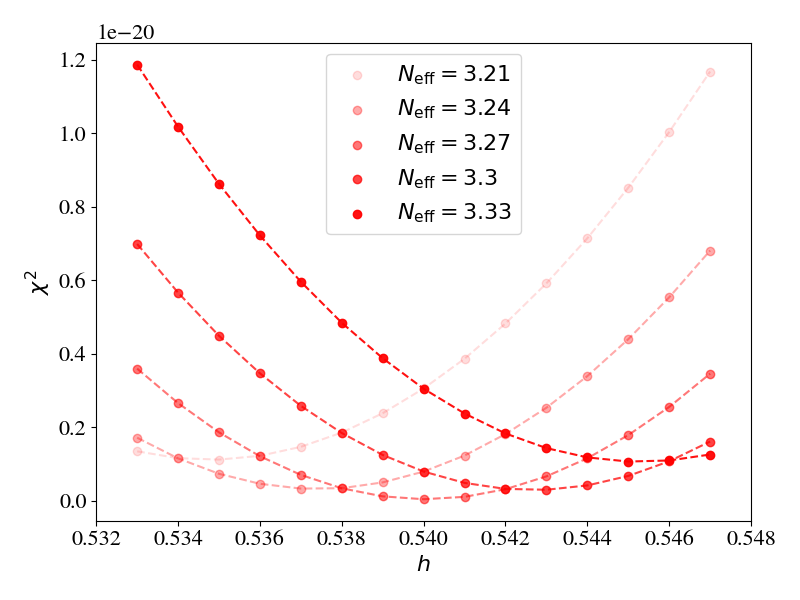 1e−20
1.2
1.0
0.8
0.6
0.4
0.2
0.0
χ²
N_eff = 3.21
N_eff = 3.24
N_eff = 3.27
N_eff = 3.3
N_eff = 3.33
0.532 0.534 0.536 0.538 0.540 0.542 0.544 0.546 0.548
h